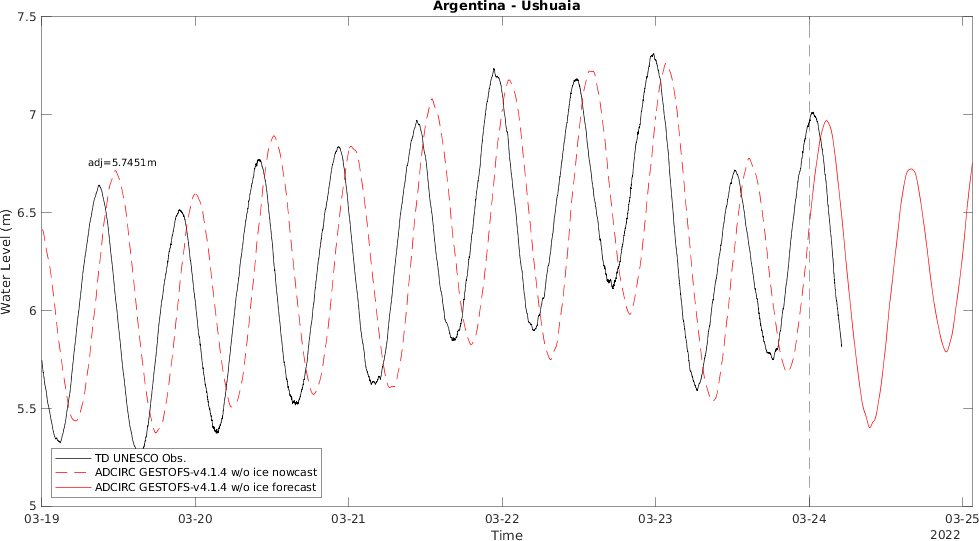 Argentina - Ushuaia
7.5
7
6.5
6
5.5
5
Water Level (m)
adj=5.7451m
TD UNESCO Obs.
ADCIRC GESTOFS-v4.1.4 w/o ice nowcast
ADCIRC GESTOFS-v4.1.4 w/o ice forecast
03-19 03-20 03-21 03-22 03-23 03-24 03-25
Time
2022